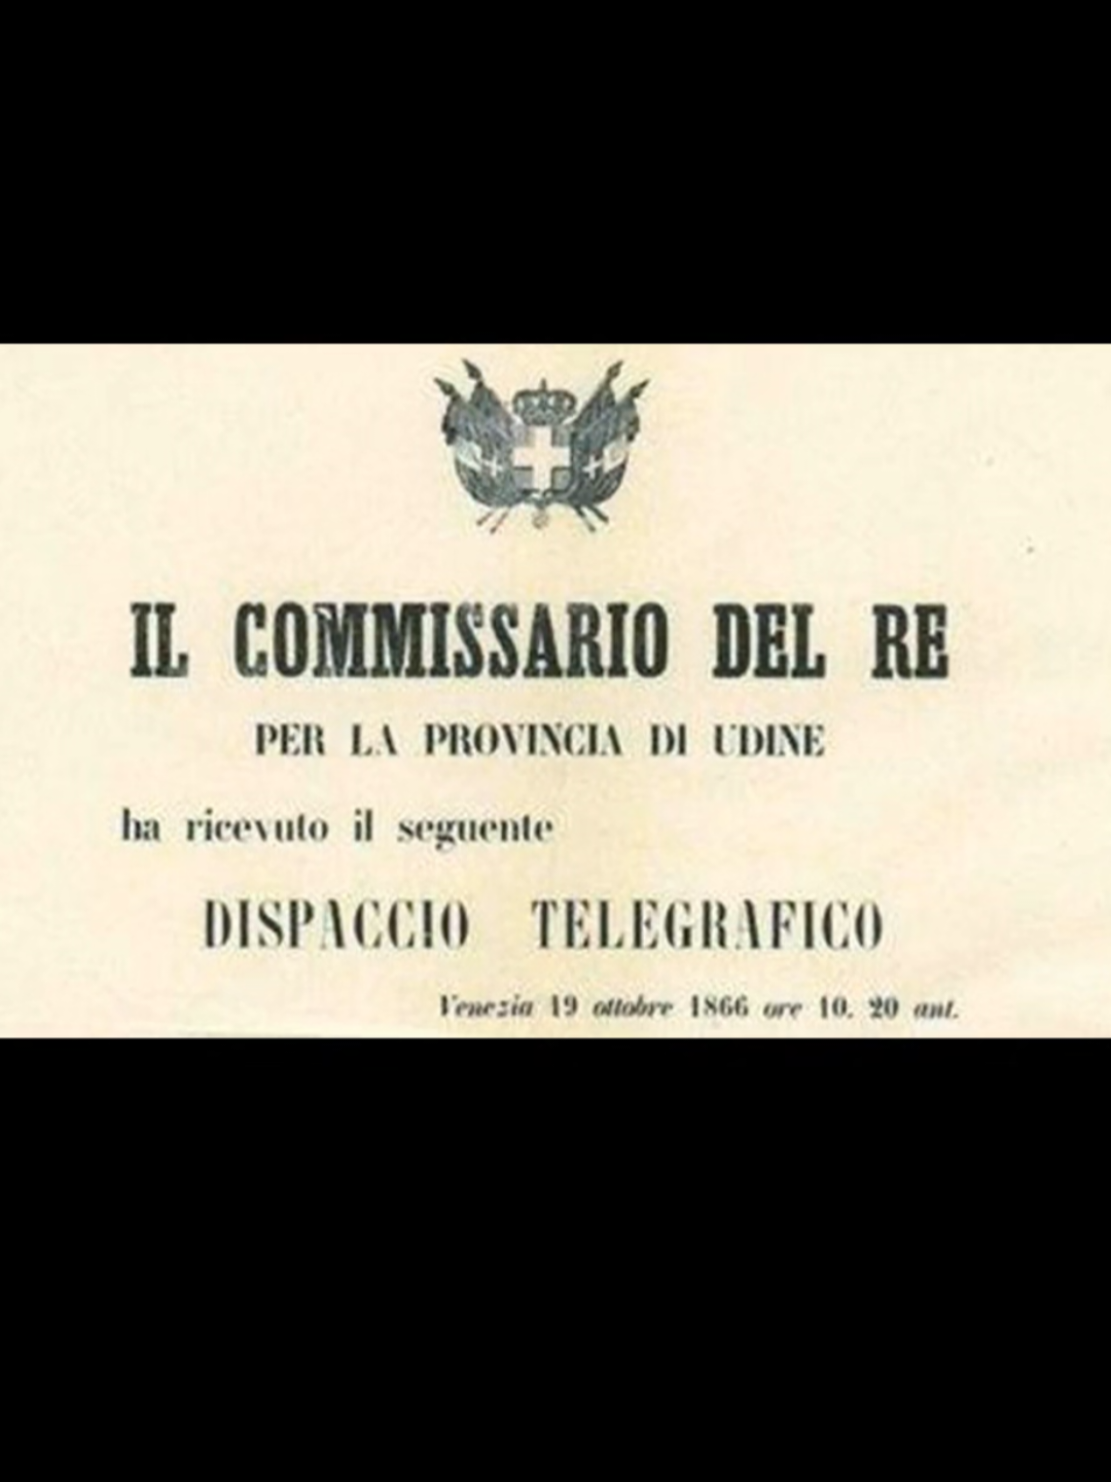 IL COMMISSARIO DEL RE
PER LA PROVINCIA DI UDINE
ha ricevuto il seguente
DISPACCIO TELEGRAFICO
Venezia 19 ottobre 1866 ore 10. 20 ant.